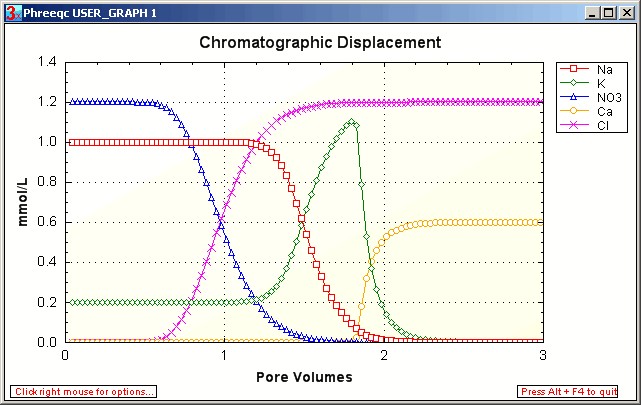 Phreeqc USER_GRAPH 1
Chromatographic Displacement
1.4
1.2
1.0
0.8
0.6
0.4
0.2
0.0
mmol/L
0
1
2
3
Pore Volumes
Na
K
NO3
Ca
Cl
Click right mouse for options...
Press Alt + F4 to quit